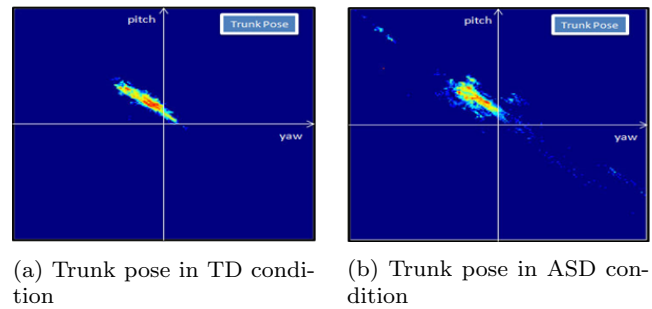 pitch
Trunk Pose
yaw
pitch
Trunk Pose
yaw
(a) Trunk pose in TD condi-
tion
(b) Trunk pose in ASD con-
dition